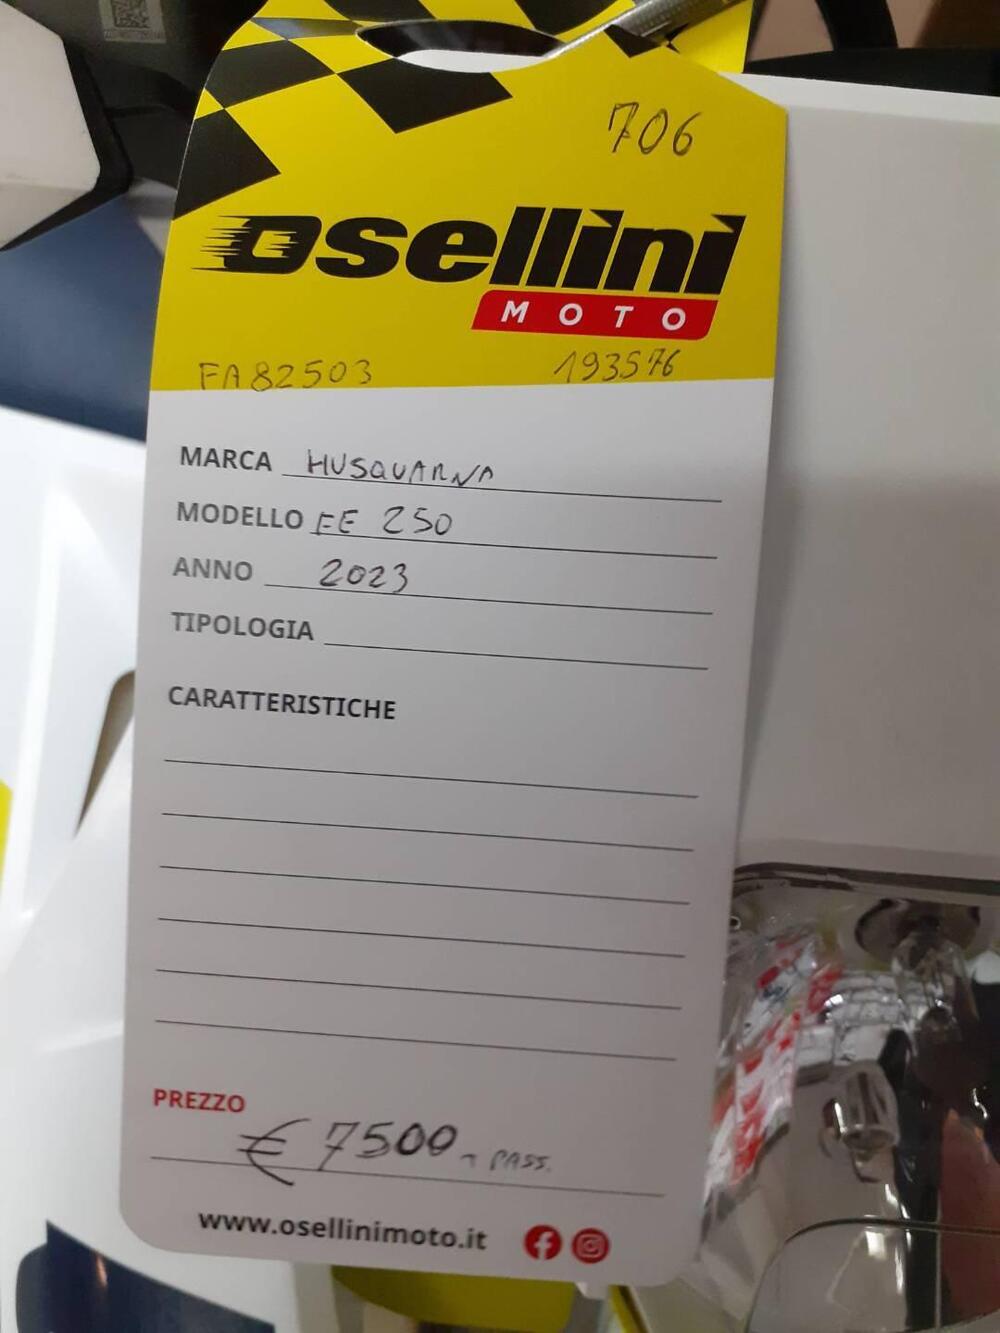 706
Osellini
MOTO
FA82503 193576
MARCA HUSQVARNA
MODELLO FE 250
ANNO 2023
TIPOLOGIA
CARATTERISTICHE
PREZZO
€ 7500 PASS.
www.osellinimoto.it